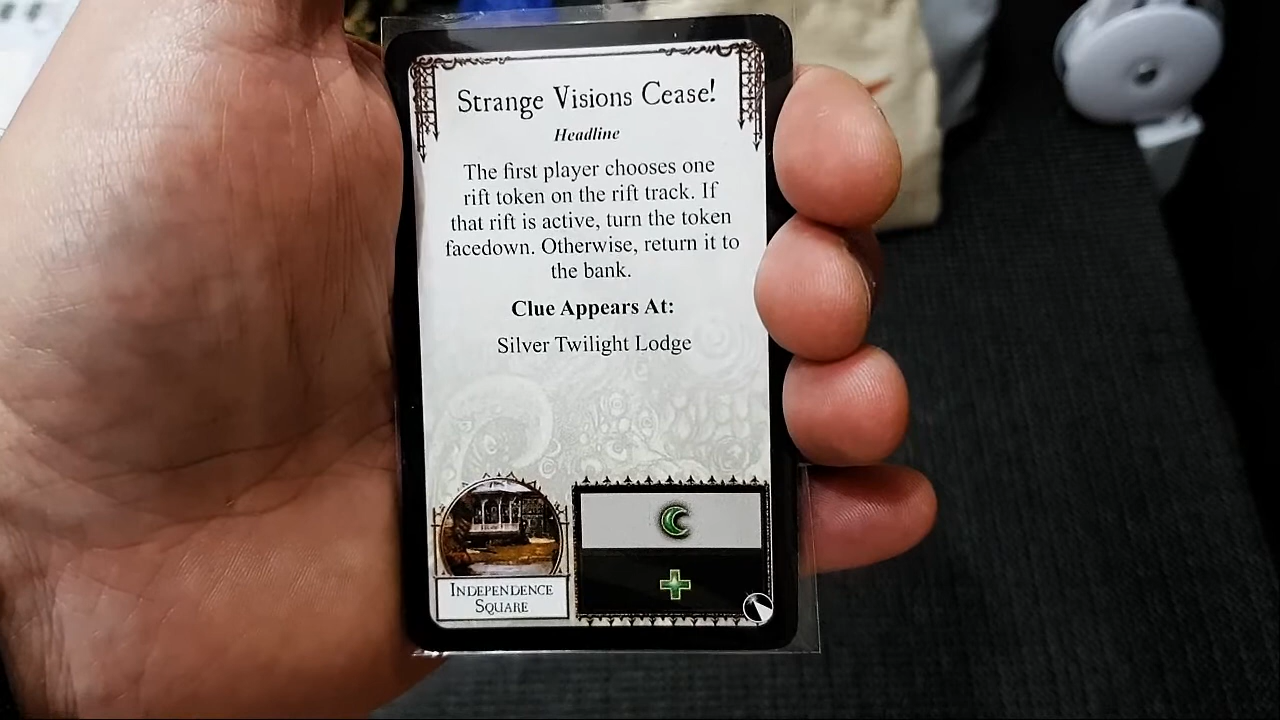 Strange Visions Cease!
Headline
The first player chooses one
rift token on the rift track. If
that rift is active, turn the token
facedown. Otherwise, return it to
the bank.
Clue Appears At:
Silver Twilight Lodge
Independence
Square